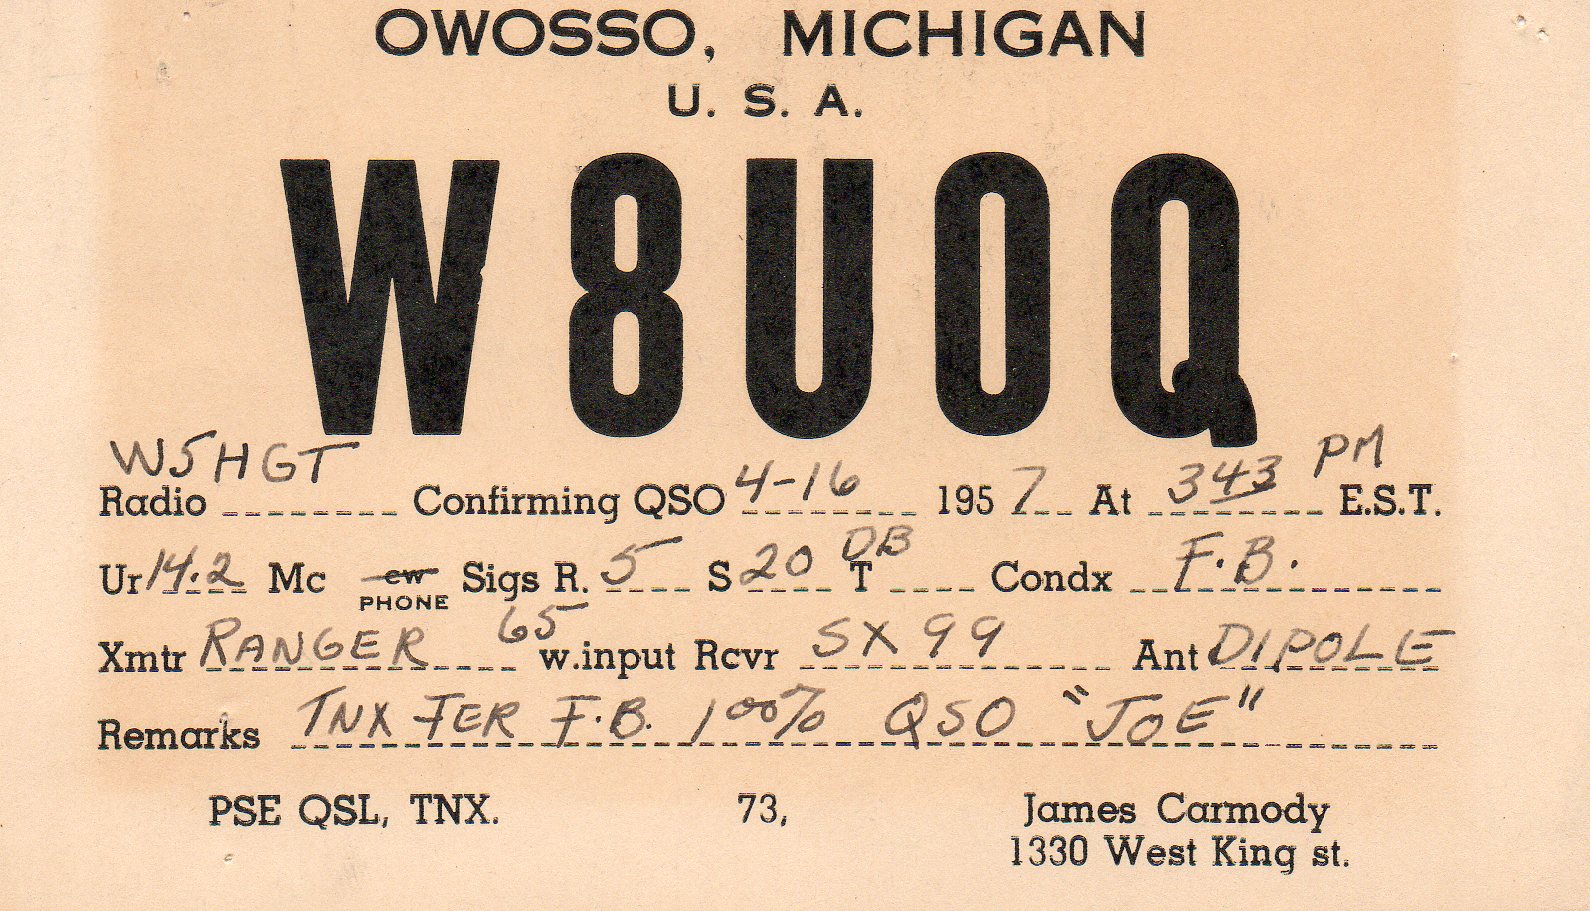 OWOSSO, MICHIGAN
U. S. A.
W8UOQ
Radio W5HGT Confirming QSO 4-16 1957 At 343 PM E.S.T.
Ur 14.2 Mc cw PHONE Sigs R. 5 S 20 DB T Condx F.B.
Xmtr RANGER 65 w.input Rcvr SX 99 Ant DIPOLE
Remarks TNX FER F.B. 100% QSO "JOE"
PSE QSL, TNX. 73, James Carmody
1330 West King st.